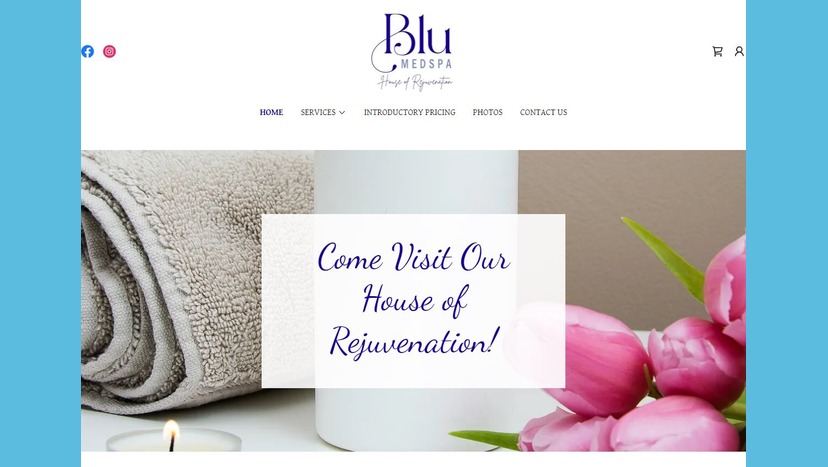 Blu
MEDSPA
House of Rejuvenation
HOME SERVICES INTRODUCTORY PRICING PHOTOS CONTACT US
Come Visit Our
House of
Rejuvenation!